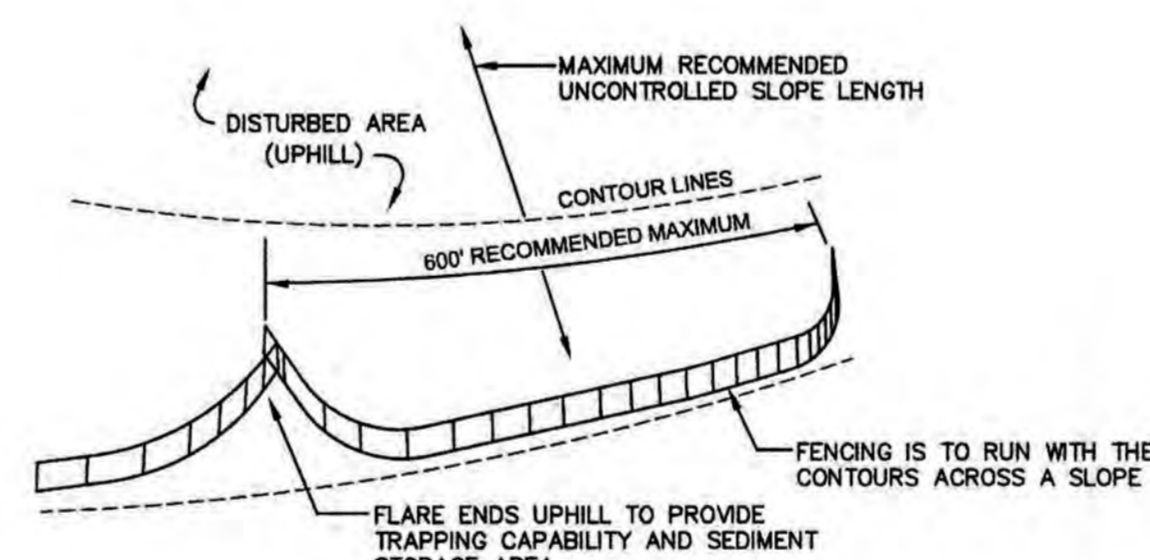 MAXIMUM RECOMMENDED
UNCONTROLLED SLOPE LENGTH
DISTURBED AREA
(UPHILL)
CONTOUR LINES
600' RECOMMENDED MAXIMUM
FENCING IS TO RUN WITH THE
CONTOURS ACROSS A SLOPE
FLARE ENDS UPHILL TO PROVIDE
TRAPPING CAPABILITY AND SEDIMENT